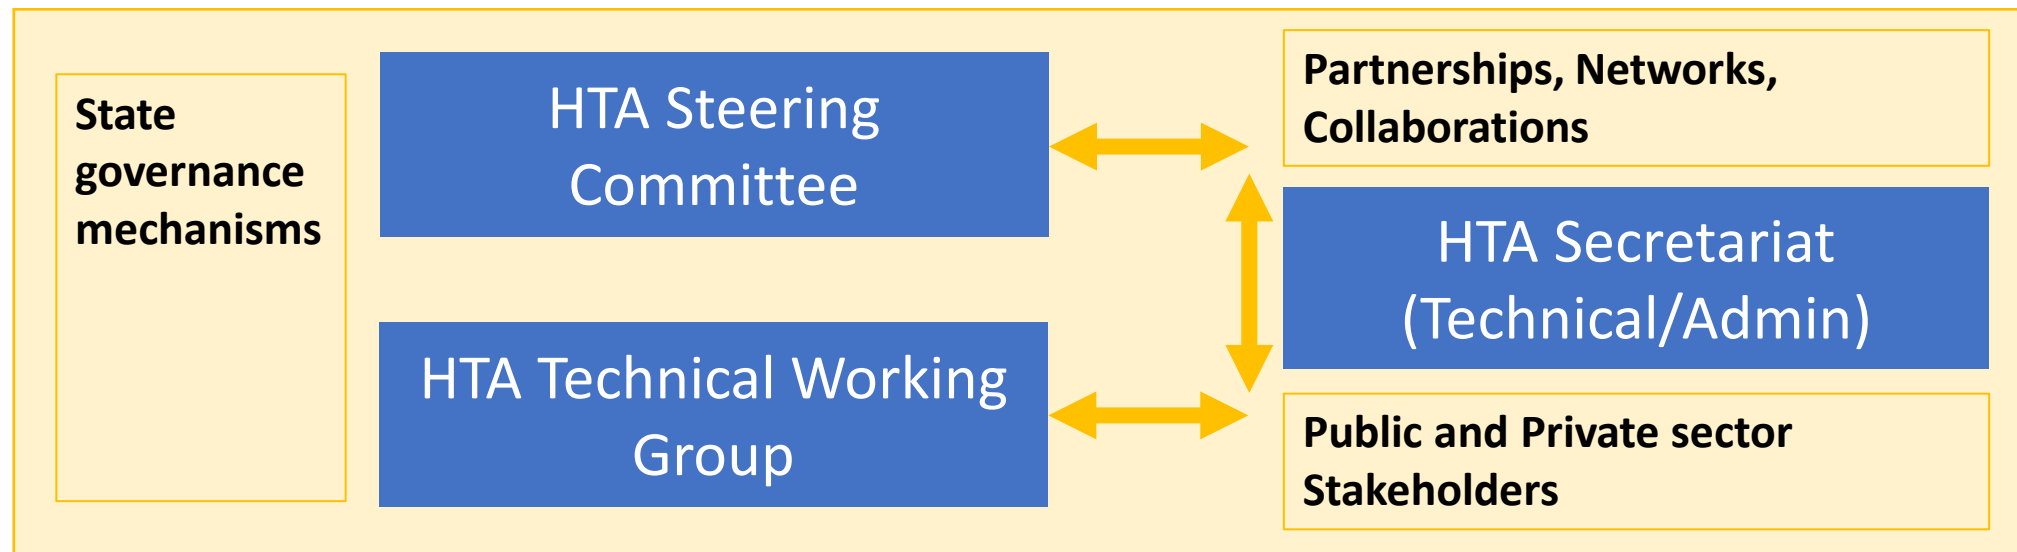 State
governance
mechanisms
HTA Steering
Committee
HTA Technical Working
Group
Partnerships, Networks,
Collaborations
HTA Secretariat
(Technical/Admin)
Public and Private sector
Stakeholders